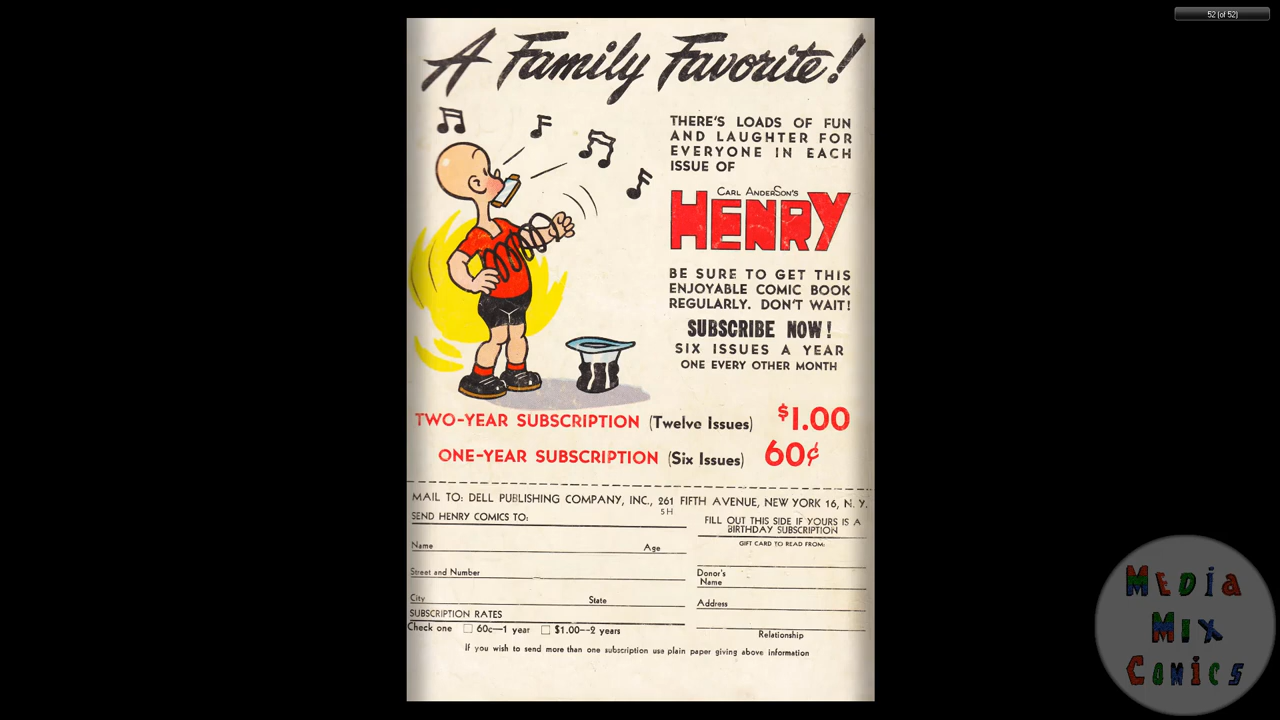 52 (of 52)
A Family Favorite!
THERE'S LOADS OF FUN
AND LAUGHTER FOR
EVERYONE IN EACH
ISSUE OF
CARL ANDERSON'S
HENRY
BE SURE TO GET THIS
ENJOYABLE COMIC BOOK
REGULARLY. DON'T WAIT!
SUBSCRIBE NOW!
SIX ISSUES A YEAR
ONE EVERY OTHER MONTH
TWO-YEAR SUBSCRIPTION (Twelve Issues) $1.00
ONE-YEAR SUBSCRIPTION (Six Issues) 60¢
MAIL TO: DELL PUBLISHING COMPANY, INC., 261 FIFTH AVENUE, NEW YORK 16, N. Y.
5H
SEND HENRY COMICS TO:
Name Age
Street and Number
City State
SUBSCRIPTION RATES
Check one 60c—1 year $1.00--2 years
FILL OUT THIS SIDE IF YOURS IS A
BIRTHDAY SUBSCRIPTION
GIFT CARD TO READ FROM:
Donor's
Name
Address
Relationship
If you wish to send more than one subscription use plain paper giving above information
MEDIA
MIX
COMICS